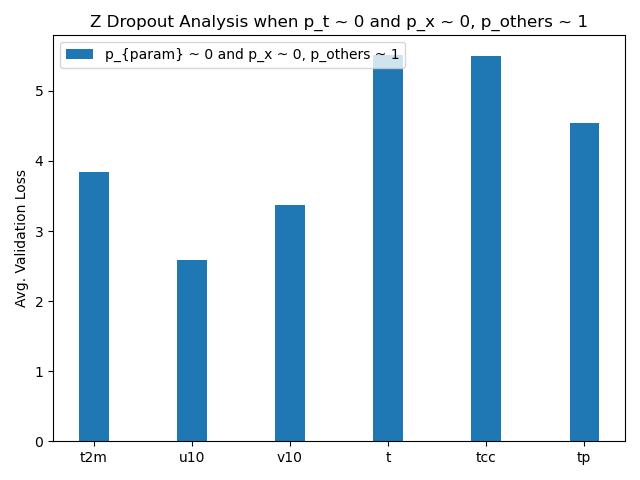 Z Dropout Analysis when p_t ~ 0 and p_x ~ 0, p_others ~ 1
p_{param} ~ 0 and p_x ~ 0, p_others ~ 1
Avg. Validation Loss
5
4
3
2
1
0
t2m u10 v10 t tcc tp